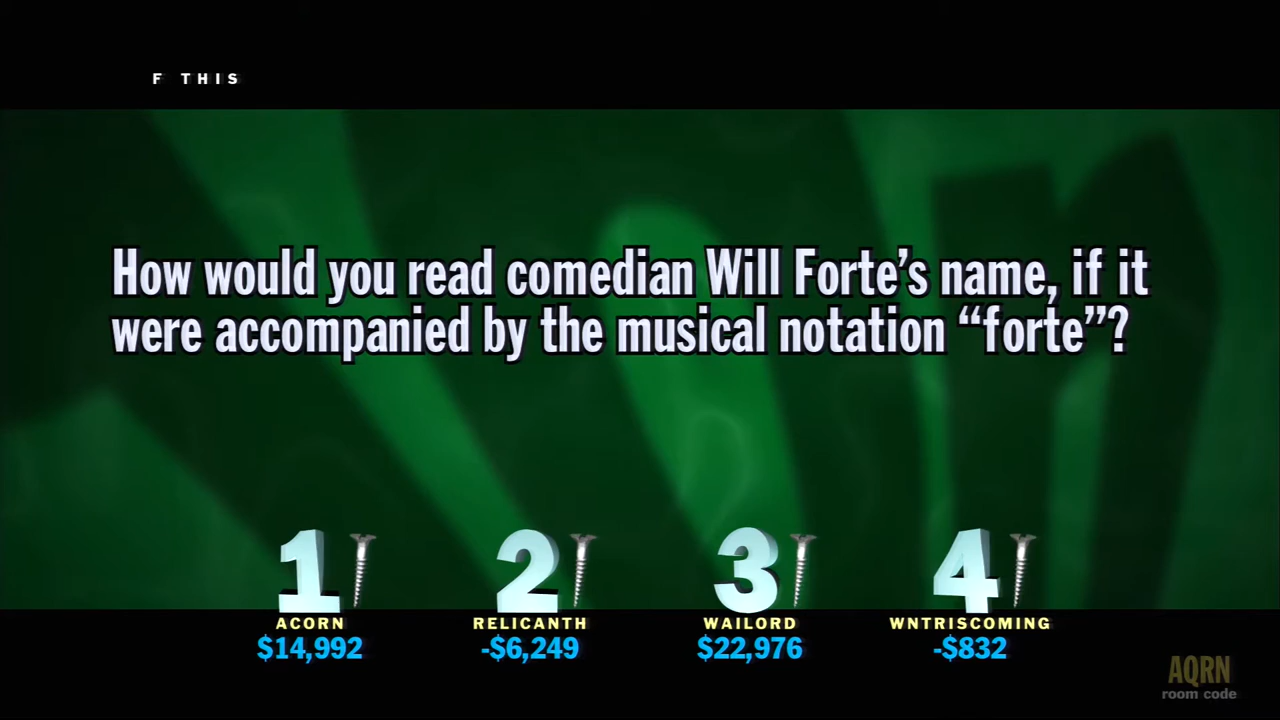 F THIS
How would you read comedian Will Forte’s name, if it
were accompanied by the musical notation “forte”?
1 2 3 4
ACORN RELICANTH WAILORD WNTRISCOMING
$14,992 -$6,249 $22,976 -$832
AQRN
room code